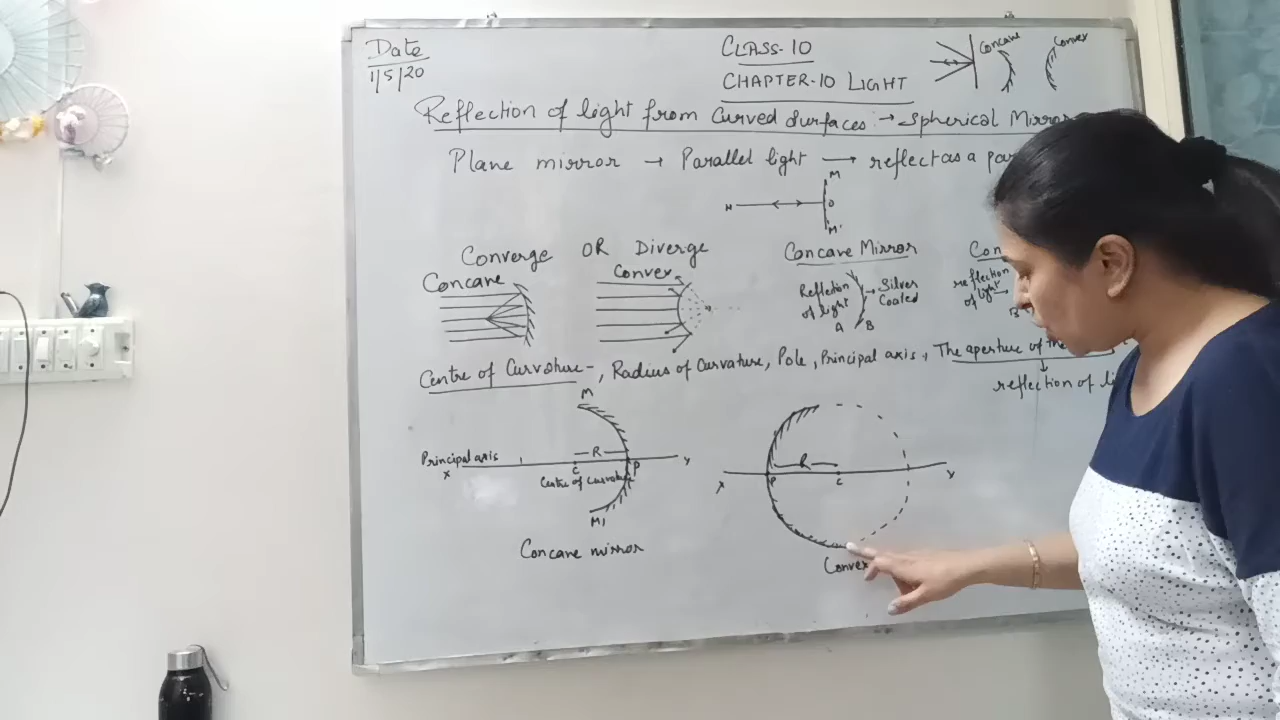 Date
1/5/20
CLASS-10
CHAPTER-10 LIGHT
Concave
Convex
Reflection of light from Curved surfaces :→ Spherical Mirror
Plane mirror → Parallel light → reflect as a
M
O
M'
Converge OR Diverge
Concave
Convex
Concave Mirror
Reflection of light
Silver Coated
A
B
reflection of light →
B
Centre of Curvature -, Radius of Curvature, Pole, Principal axis, The aperture of the
reflection of
M
Principal axis
X
R
C
P
Y
Centre of
M1
Concave mirror
R
X
P
C
Y
Convex